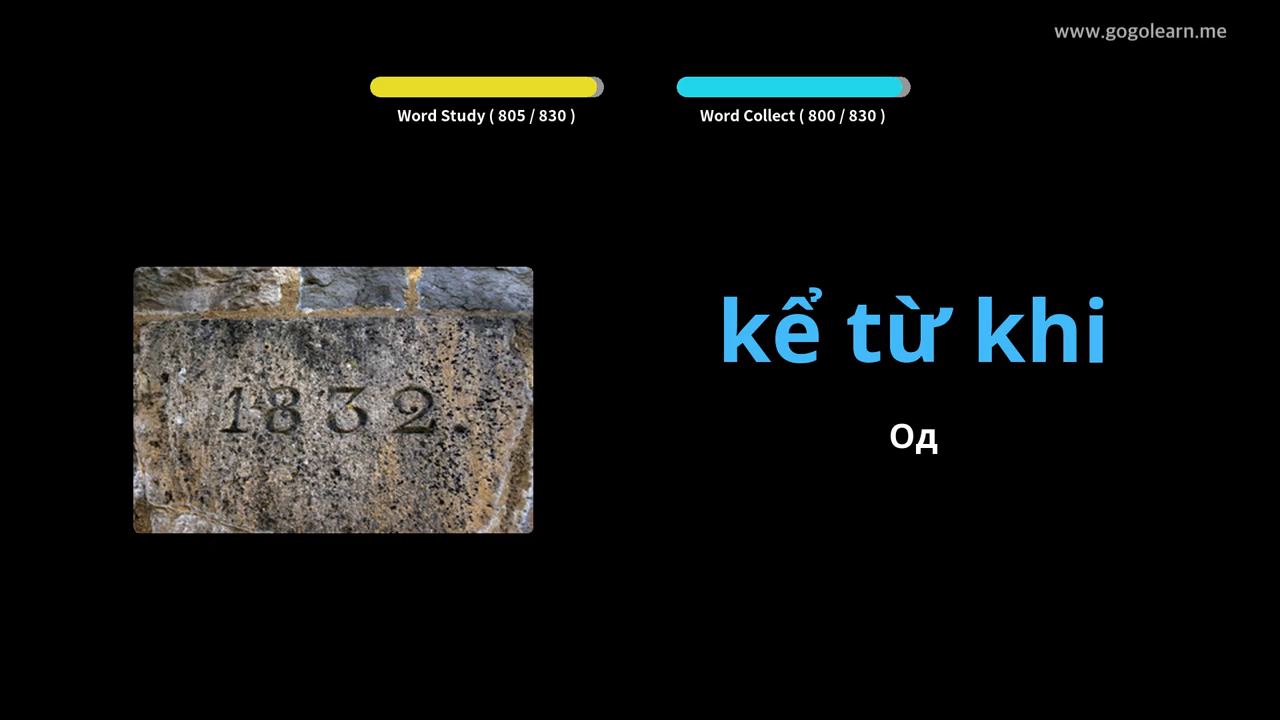 www.gogolearn.me
Word Study ( 805 / 830 )
Word Collect ( 800 / 830 )
1832.
kể từ khi
Од